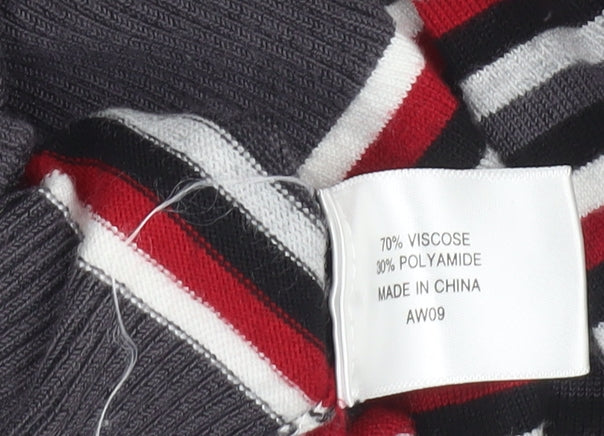 70% VISCOSE
30% POLYAMIDE
MADE IN CHINA
AW09